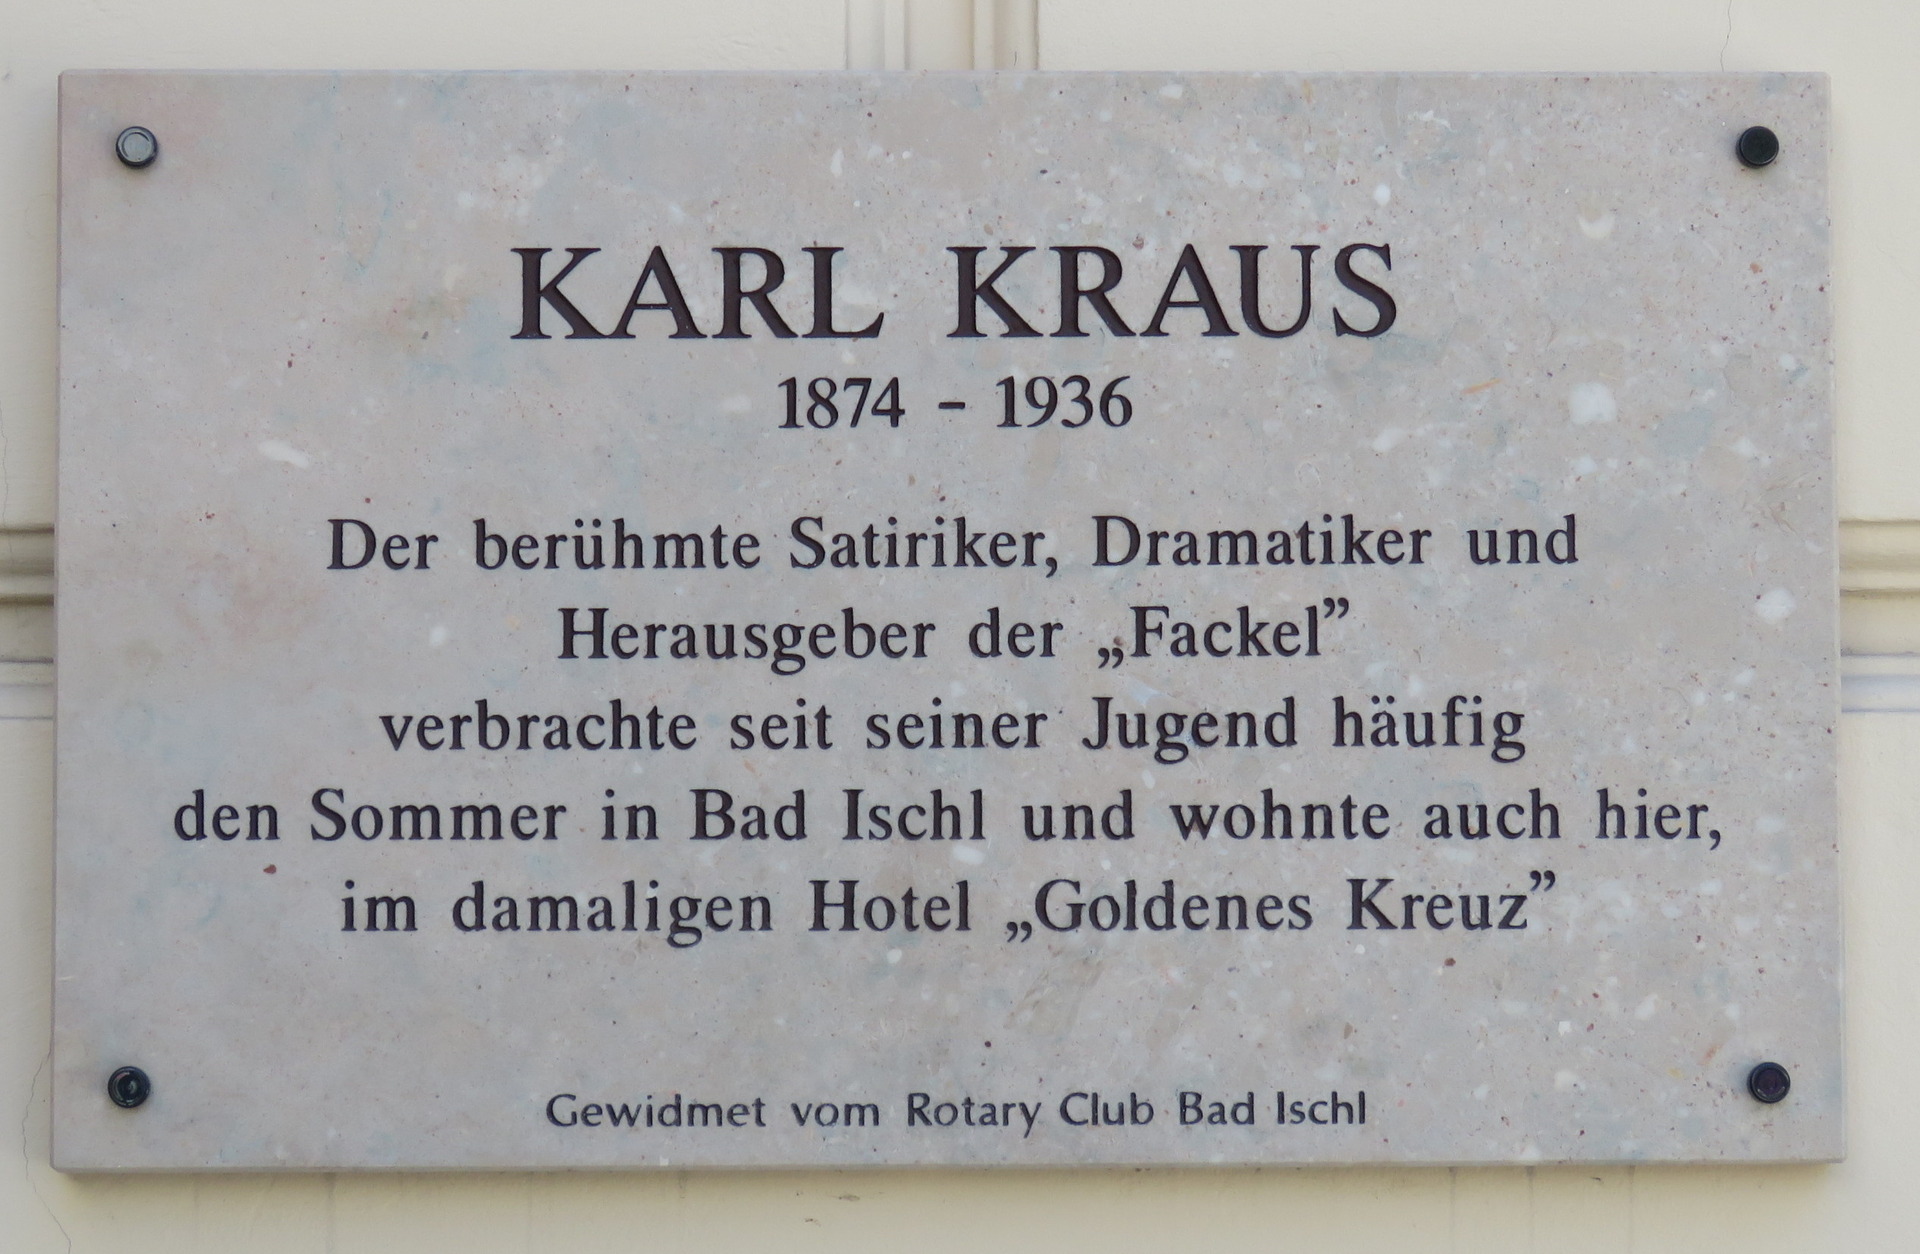 KARL KRAUS
1874 - 1936
Der berühmte Satiriker, Dramatiker und
Herausgeber der „Fackel”
verbrachte seit seiner Jugend häufig
den Sommer in Bad Ischl und wohnte auch hier,
im damaligen Hotel „Goldenes Kreuz”
Gewidmet vom Rotary Club Bad Ischl